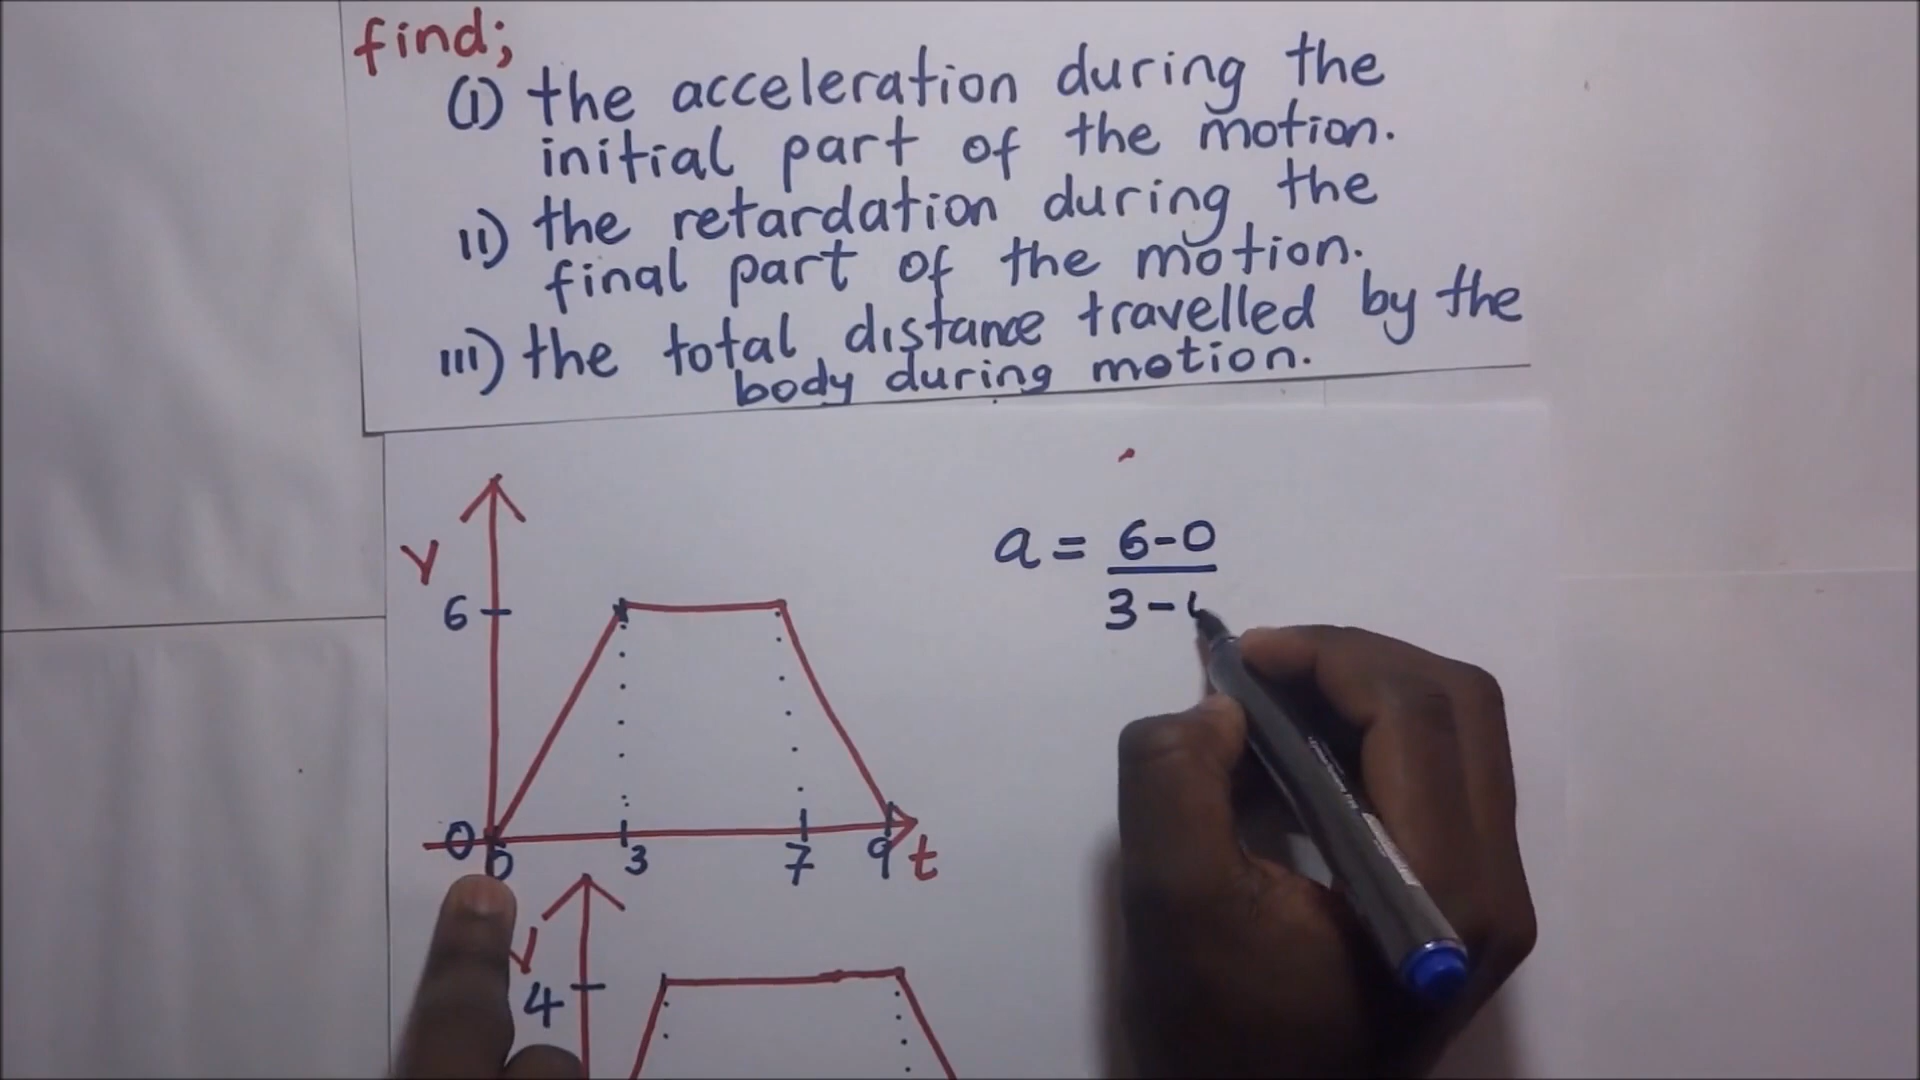 find;
(I) the acceleration during the
initial part of the motion.
II) the retardation during the
final part of the motion.
III) the total distance travelled by the
body during motion.
a = 6-0
3-
V
6
0
0 3 7 9 t
V
4